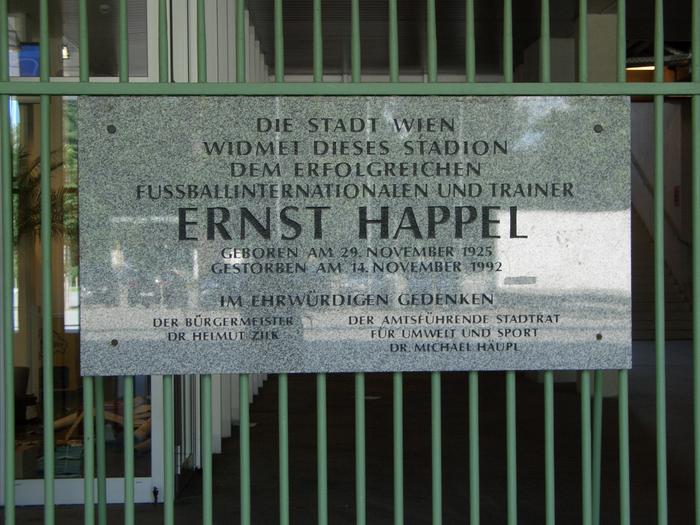 DIE STADT WIEN
WIDMET DIESES STADION
DEM ERFOLGREICHEN
FUSSBALLINTERNATIONALEN UND TRAINER
ERNST HAPPEL
GEBOREN AM 29. NOVEMBER 1925
GESTORBEN AM 14. NOVEMBER 1992
IM EHRWÜRDIGEN GEDENKEN
DER BÜRGERMEISTER
DR HELMUT ZILK
DER AMTSFÜHRENDE STADTRAT
FÜR UMWELT UND SPORT
DR. MICHAEL HÄUPL